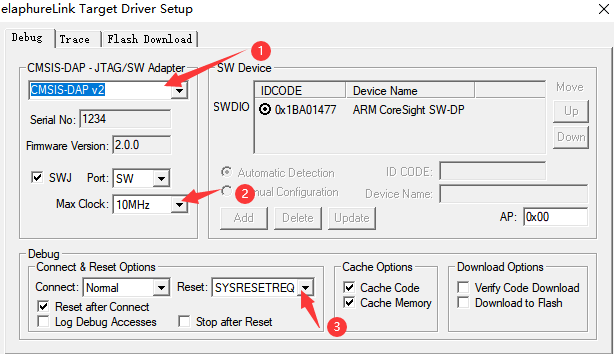 elaphureLink Target Driver Setup
Debug Trace Flash Download
CMSIS-DAP - JTAG/SW Adapter
CMSIS-DAP v2
1
Serial No: 1234
Firmware Version: 2.0.0
SWJ Port: SW
Max Clock: 10MHz
2
SW Device
IDCODE Device Name
SWDIO 0x1BA01477 ARM CoreSight SW-DP
Move
Up
Down
Automatic Detection
ID CODE:
Configuration
Device Name:
Add Delete Update
AP: 0x00
Debug
Connect & Reset Options
Connect: Normal Reset: SYSRESETREQ
Reset after Connect
Log Debug Accesses Stop after Reset
3
Cache Options
Cache Code
Cache Memory
Download Options
Verify Code Download
Download to Flash